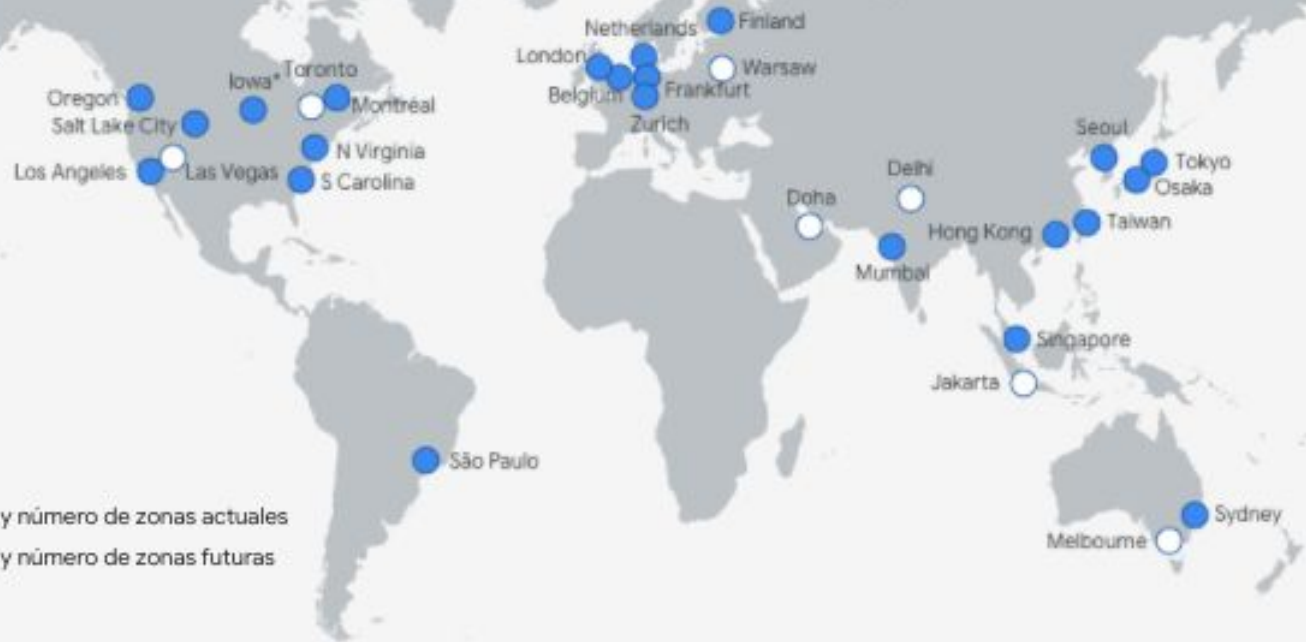 Finland
Netherlands
London
Warsaw
Frankfurt
Belgium
Zurich
Toronto
Iowa*
Oregon
Montréal
Salt Lake City
N Virginia
Los Angeles
Las Vegas
S Carolina
Seoul
Tokyo
Osaka
Delhi
Doha
Taiwan
Hong Kong
Mumbai
Singapore
Jakarta
São Paulo
Sydney
Melbourne
y número de zonas actuales
y número de zonas futuras